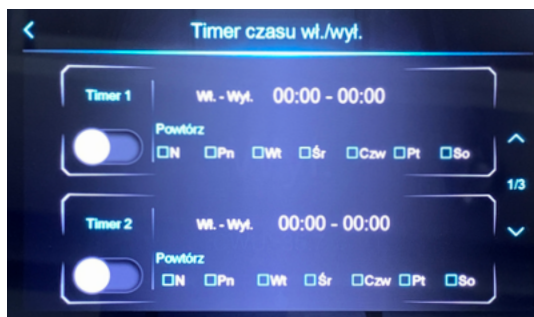 Timer czasu wł./wył.
Timer 1 Wł. - Wył. 00:00 - 00:00
Powtórz
N Pn Wt Śr Czw Pt So
1/3
Timer 2 Wł. - Wył. 00:00 - 00:00
Powtórz
N Pn Wt Śr Czw Pt So